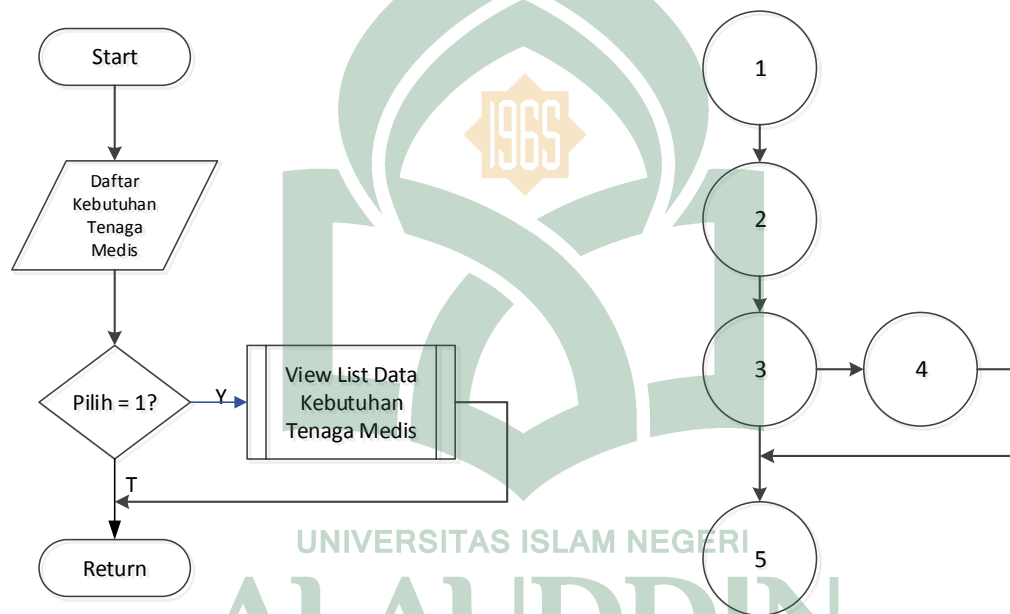 Start
Daftar
Kebutuhan
Tenaga
Medis
Pilih = 1?
Y
View List Data
Kebutuhan
Tenaga Medis
T
Return
1
2
3
4
5
1965
UNIVERSITAS ISLAM NEGERI
ALAUDDIN